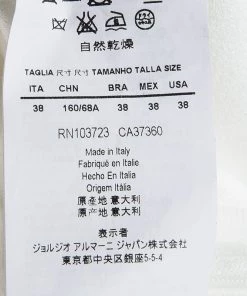 自然乾燥
TAGLIA 尺寸 尺寸 TAMANHO TALLA SIZE
ITA CHN BRA MEX USA
38 160/68A 38 38 38
RN103723 CA37360
Made in Italy
Fabriqué en Italie
Hecho En Italia
Origem Itália
原產地 意大利
原产地 意大利
表示者
ジョルジオ アルマーニ ジャパン株式会社
東京都中央区銀座5-5-4